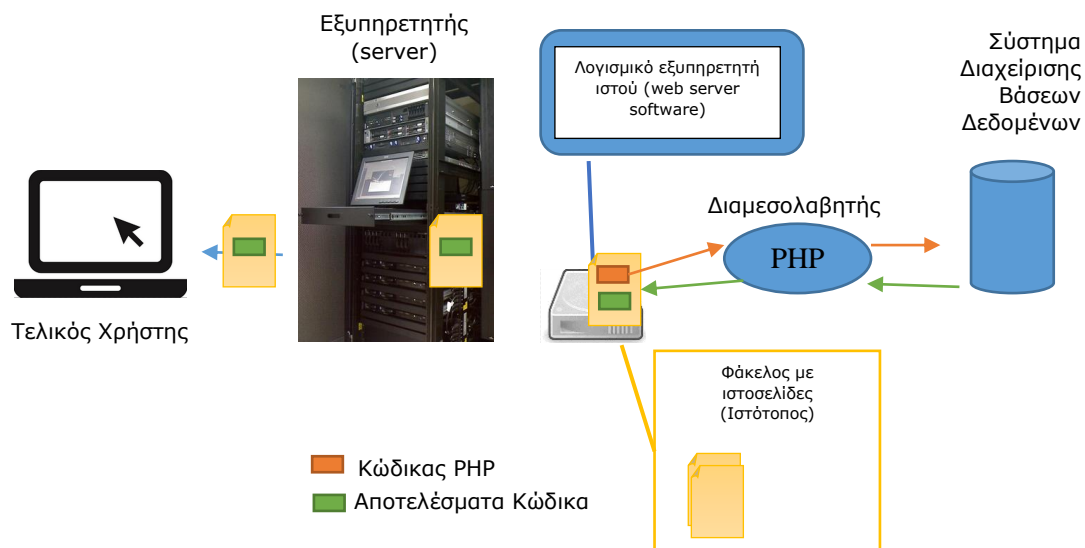 Εξυπηρετητής
(server)
Λογισμικό εξυπηρετητή
ιστού (web server
software)
Σύστημα
Διαχείρισης
Βάσεων
Δεδομένων
Διαμεσολαβητής
PHP
Τελικός Χρήστης
Φάκελος με
ιστοσελίδες
(Ιστότοπος)
Κώδικας PHP
Αποτελέσματα Κώδικα